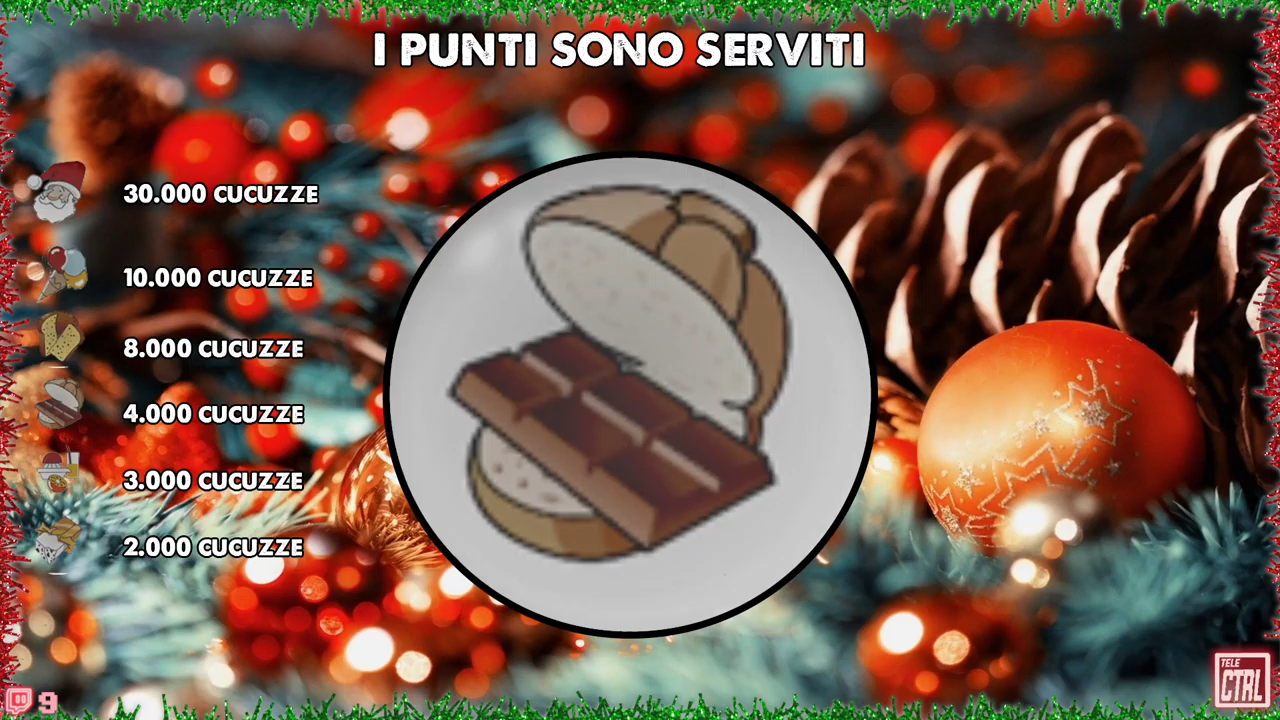 I PUNTI SONO SERVITI
30.000 CUCUZZE
10.000 CUCUZZE
8.000 CUCUZZE
4.000 CUCUZZE
3.000 CUCUZZE
2.000 CUCUZZE
9
TELE
CTRL